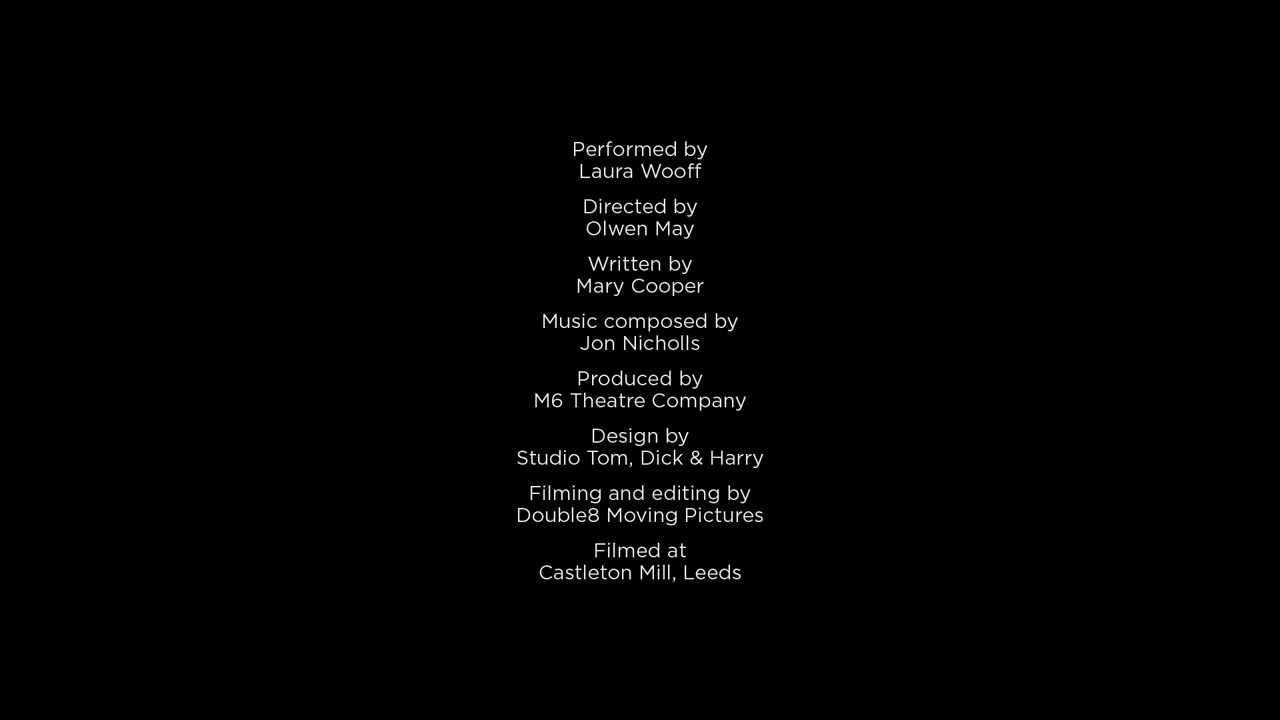 Performed by
Laura Wooff
Directed by
Olwen May
Written by
Mary Cooper
Music composed by
Jon Nicholls
Produced by
M6 Theatre Company
Design by
Studio Tom, Dick & Harry
Filming and editing by
Double8 Moving Pictures
Filmed at
Castleton Mill, Leeds